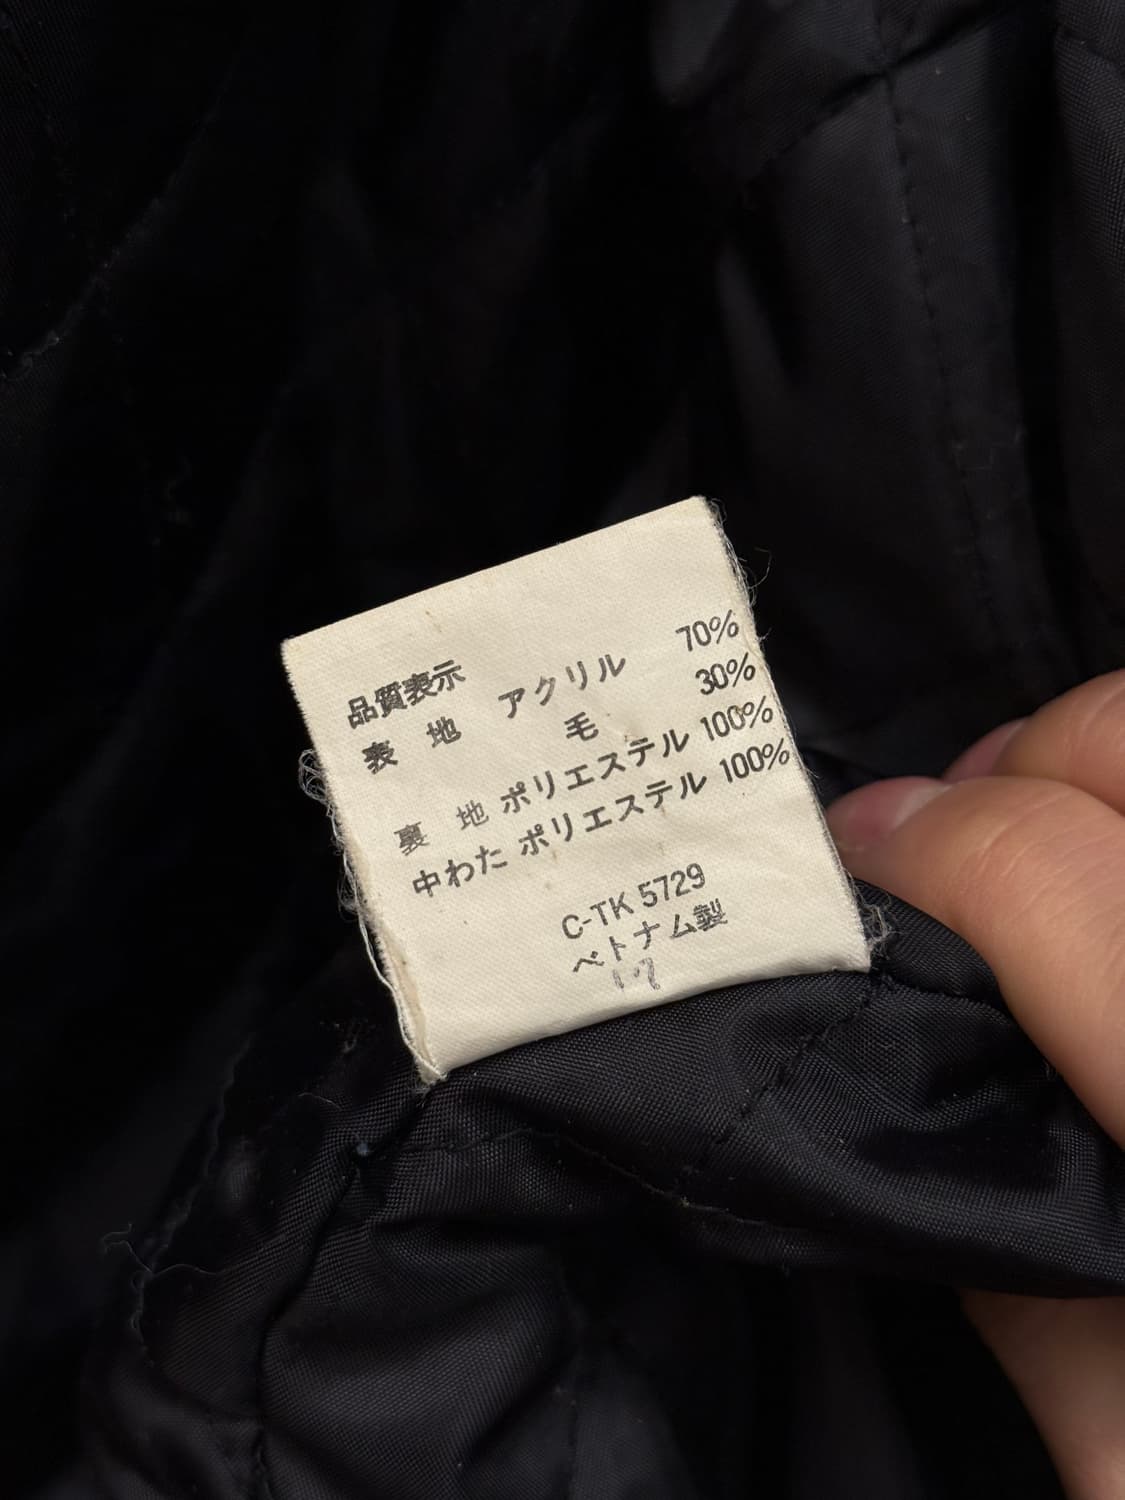 品質表示
表 地 アクリル 70%
毛 30%
裏 地 ポリエステル 100%
中わた ポリエステル 100%
C-TK 5729
ベトナム製
17